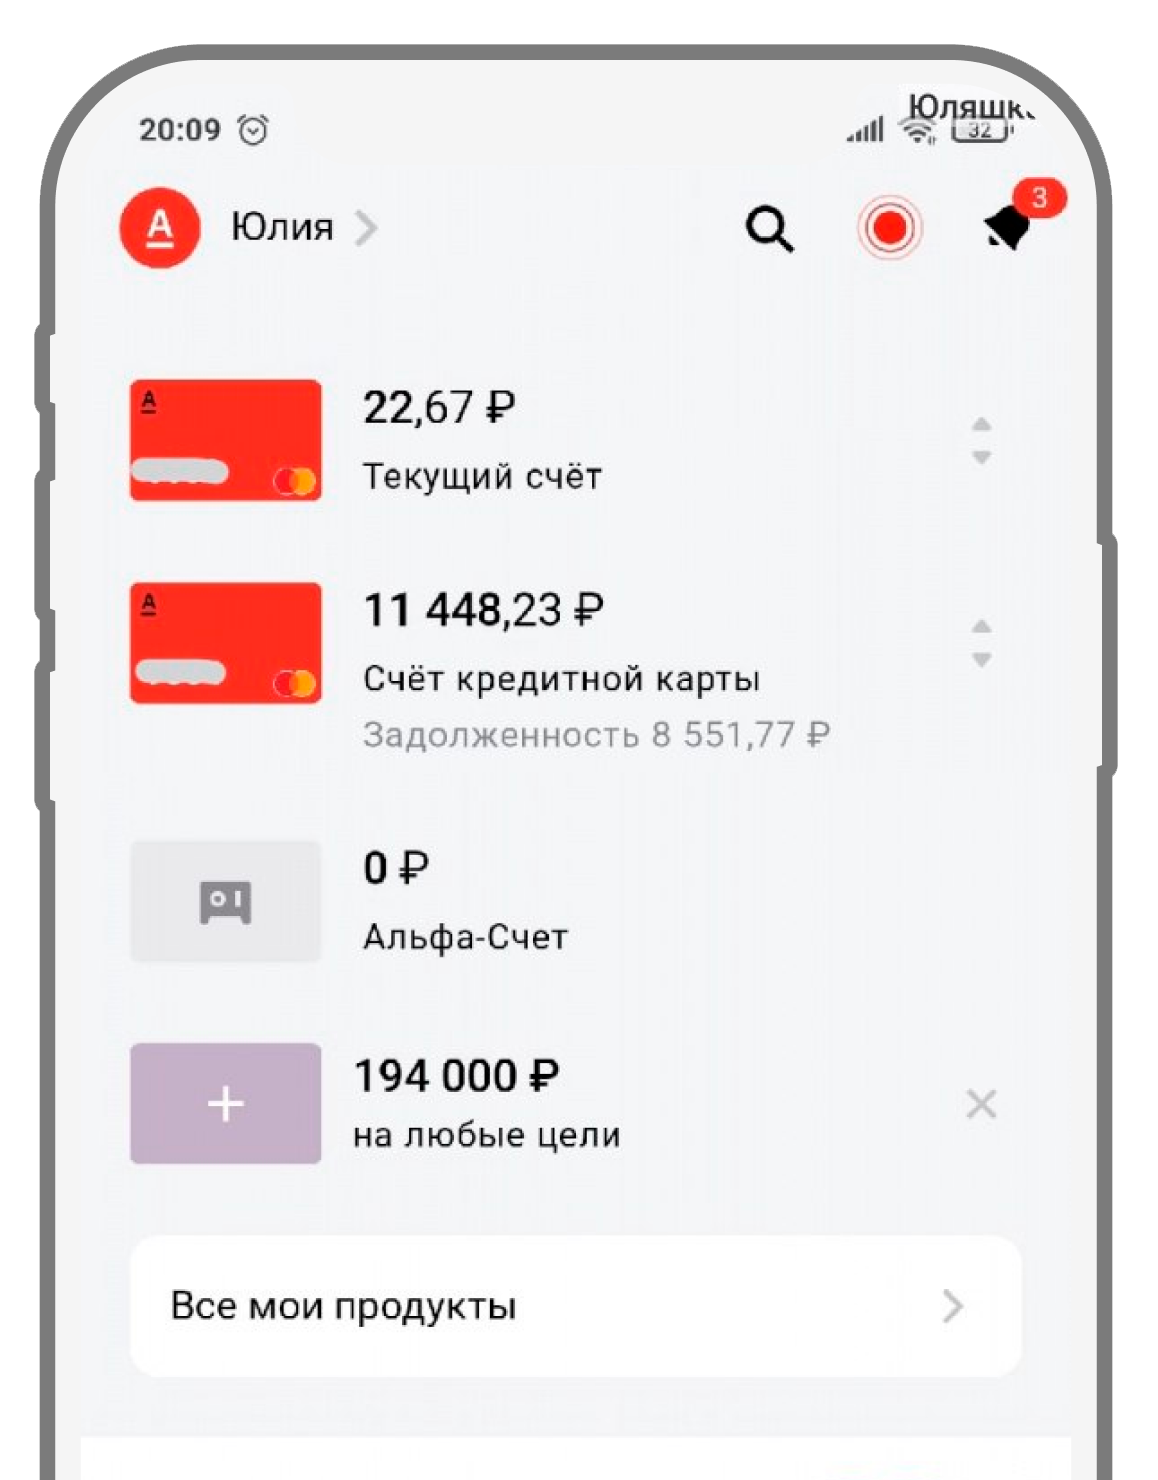 Юляшк
20:09
32
А Юлия
3
А
22,67 ₽
Текущий счёт
А
11 448,23 ₽
Счёт кредитной карты
Задолженность 8 551,77 ₽
0 ₽
Альфа-Счет
194 000 ₽
на любые цели
Все мои продукты